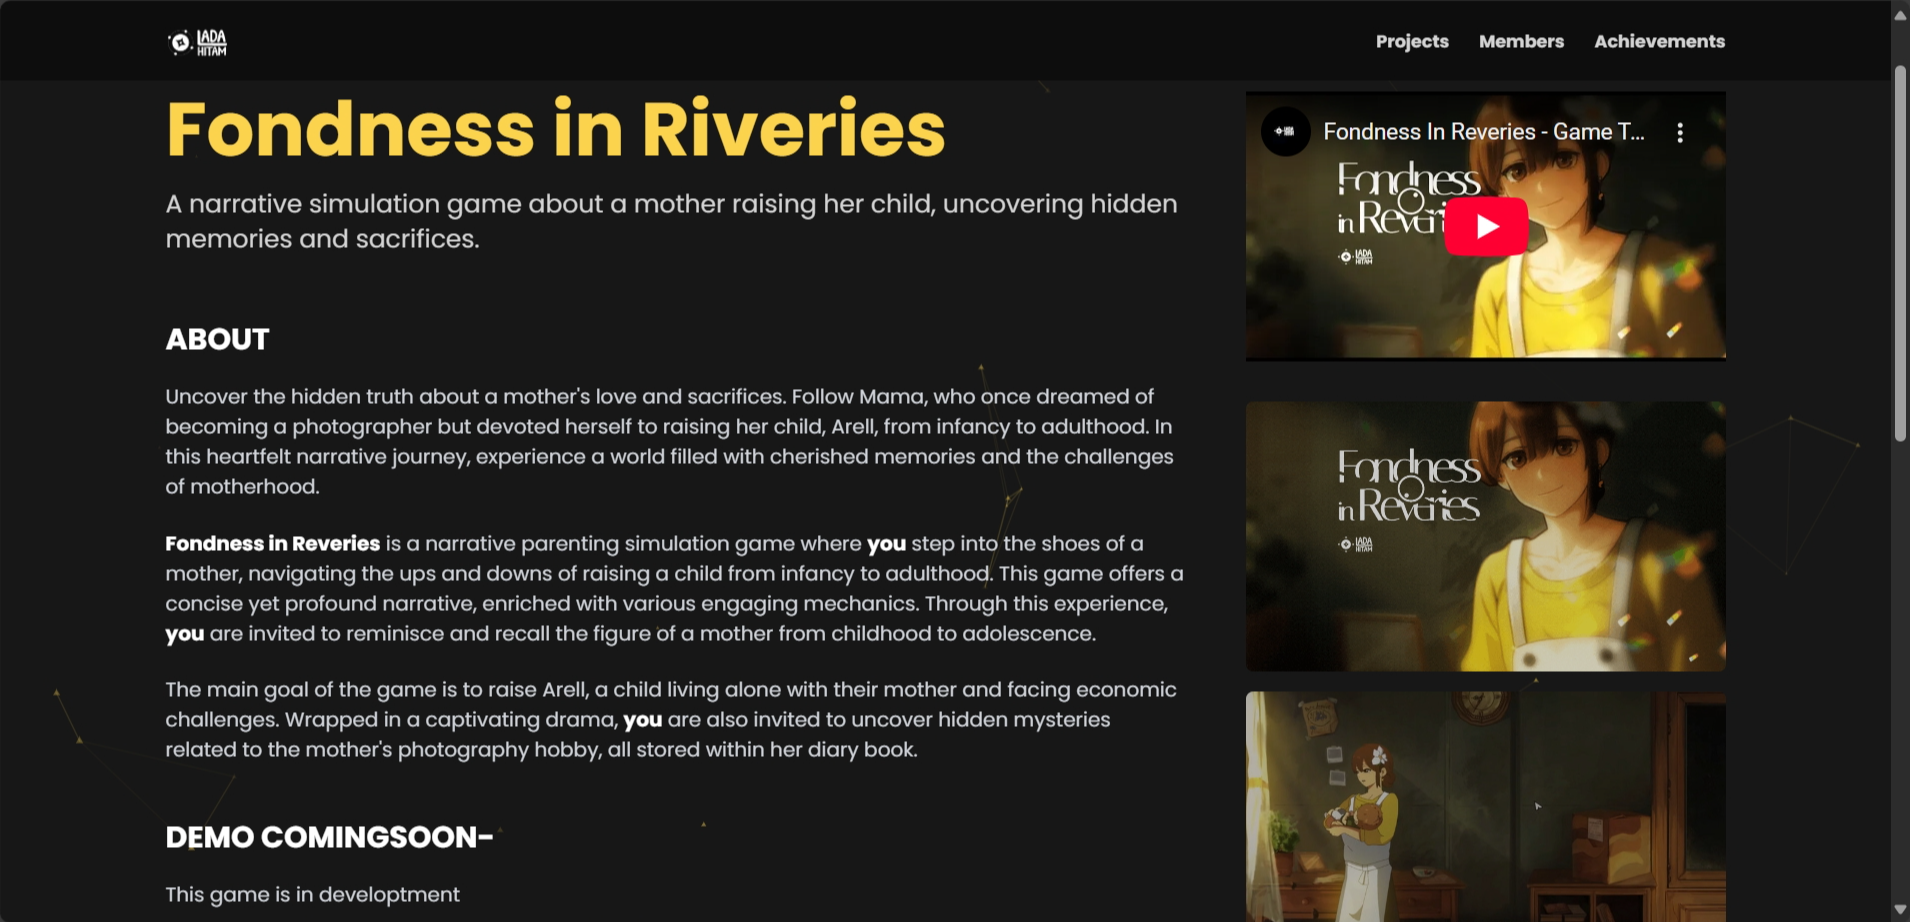 LADA
HITAM
Projects
Members
Achievements
Fondness in Riveries
A narrative simulation game about a mother raising her child, uncovering hidden
memories and sacrifices.
ABOUT
Uncover the hidden truth about a mother's love and sacrifices. Follow Mama, who once dreamed of
becoming a photographer but devoted herself to raising her child, Arell, from infancy to adulthood. In
this heartfelt narrative journey, experience a world filled with cherished memories and the challenges
of motherhood.
Fondness in Reveries is a narrative parenting simulation game where you step into the shoes of a
mother, navigating the ups and downs of raising a child from infancy to adulthood. This game offers a
concise yet profound narrative, enriched with various engaging mechanics. Through this experience,
you are invited to reminisce and recall the figure of a mother from childhood to adolescence.
The main goal of the game is to raise Arell, a child living alone with their mother and facing economic
challenges. Wrapped in a captivating drama, you are also invited to uncover hidden mysteries
related to the mother's photography hobby, all stored within her diary book.
DEMO COMINGSOON-
This game is in developtment
Fondness In Reveries - Game T...
Fondness
in Reveri
LADA
HITAM
Fondness
in Reveries
LADA
HITAM